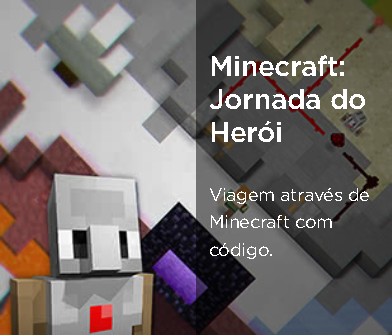 Minecraft:
Jornada do
Herói
Viagem através de
Minecraft com
código.